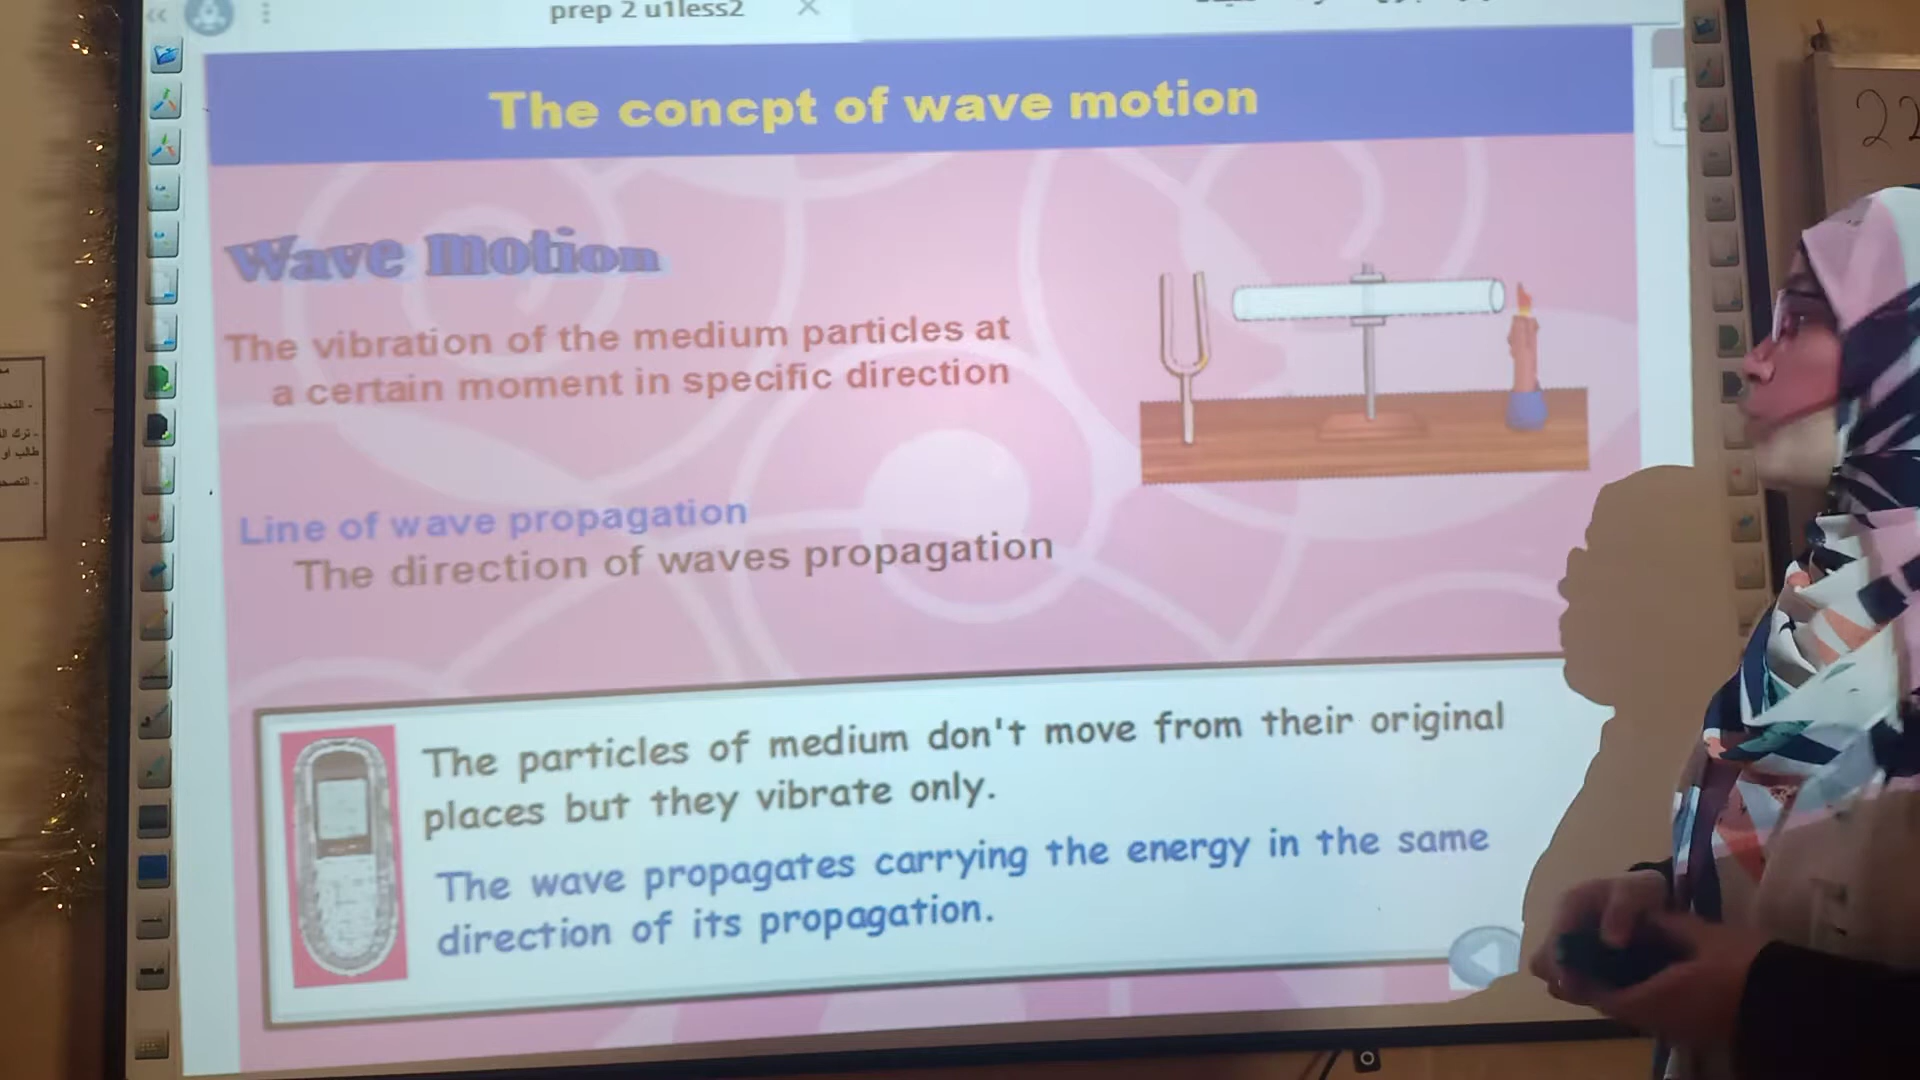 prep 2 u1less2
The concpt of wave motion
22
Wave Motion
The vibration of the medium particles at
a certain moment in specific direction
Line of wave propagation
The direction of waves propagation
The particles of medium don't move from their original
places but they vibrate only.
The wave propagates carrying the energy in the same
direction of its propagation.